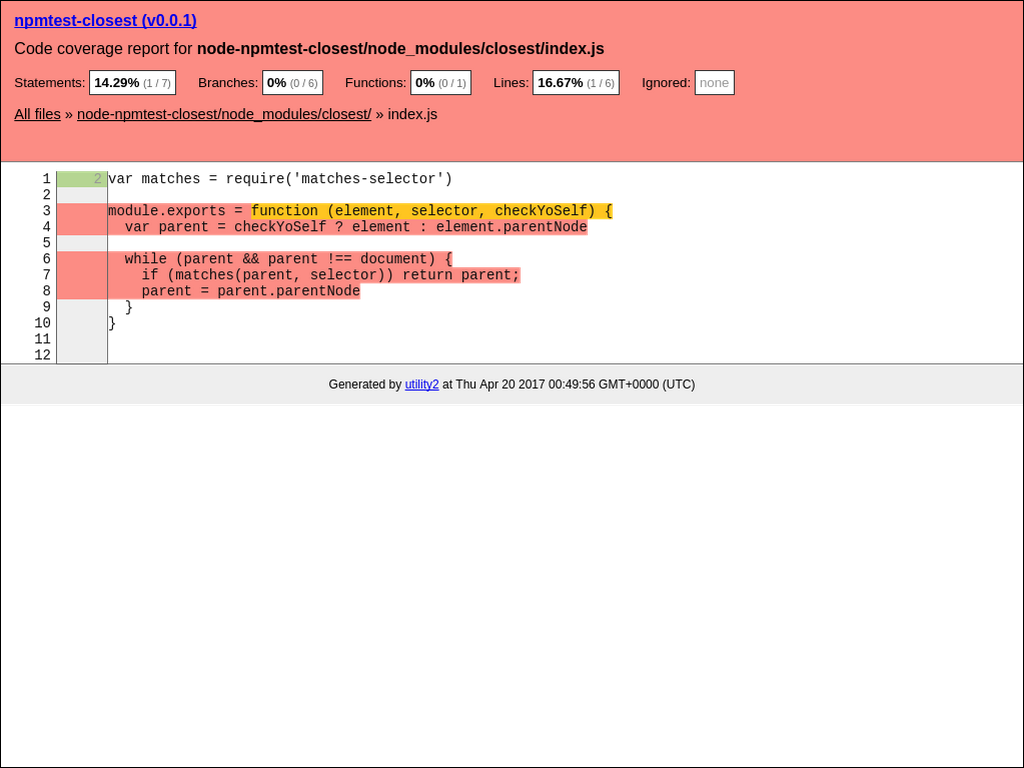 npmtest-closest (v0.0.1)
Code coverage report for node-npmtest-closest/node_modules/closest/index.js
Statements: 14.29% (1 / 7) Branches: 0% (0 / 6) Functions: 0% (0 / 1) Lines: 16.67% (1 / 6) Ignored: none
All files » node-npmtest-closest/node_modules/closest/ » index.js
1 2 var matches = require('matches-selector')
2
3 module.exports = function (element, selector, checkYoSelf) {
4   var parent = checkYoSelf ? element : element.parentNode
5
6   while (parent && parent !== document) {
7     if (matches(parent, selector)) return parent;
8     parent = parent.parentNode
9   }
10 }
11
12
Generated by utility2 at Thu Apr 20 2017 00:49:56 GMT+0000 (UTC)